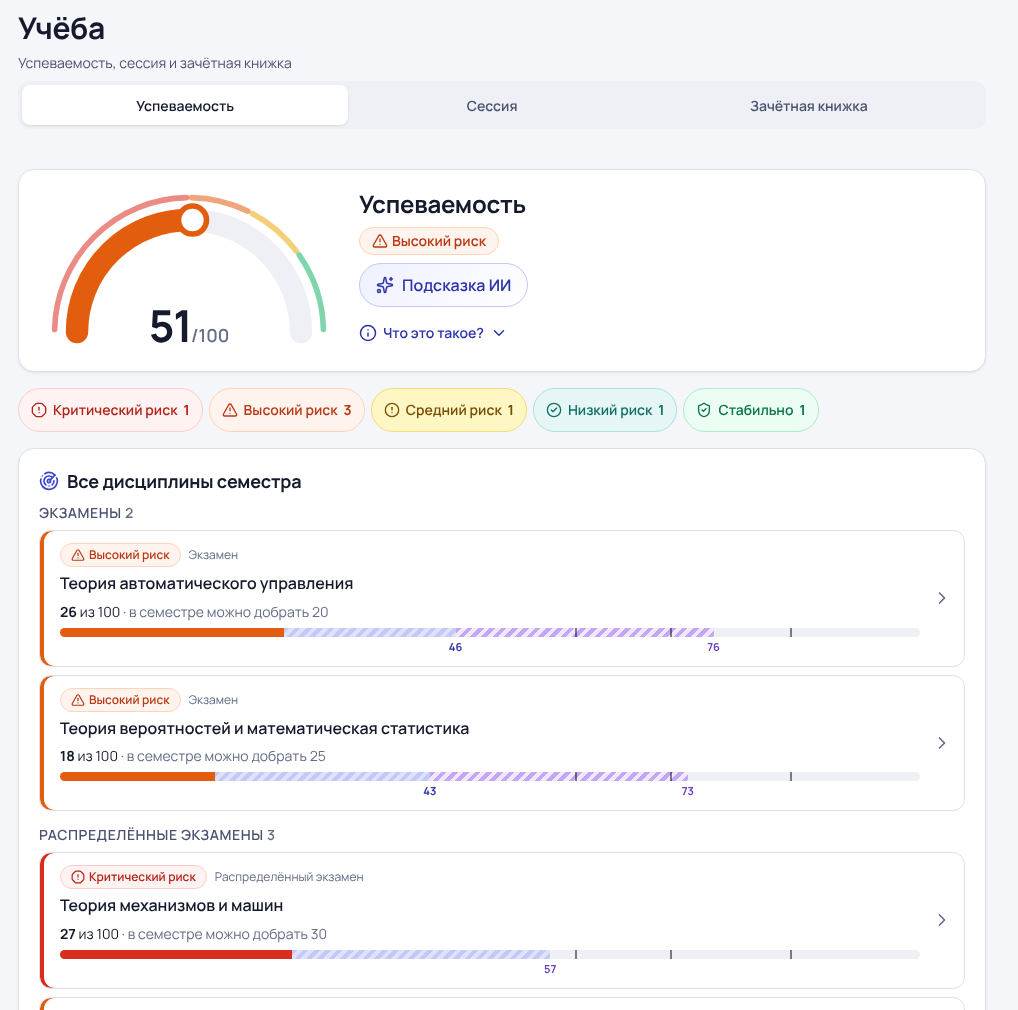 Учёба
Успеваемость, сессия и зачётная книжка
Успеваемость
Сессия
Зачётная книжка
51/100
Успеваемость
Высокий риск
Подсказка ИИ
Что это такое?
Критический риск 1
Высокий риск 3
Средний риск 1
Низкий риск 1
Стабильно 1
Все дисциплины семестра
ЭКЗАМЕНЫ 2
Высокий риск Экзамен
Теория автоматического управления
26 из 100 · в семестре можно добрать 20
46 76
Высокий риск Экзамен
Теория вероятностей и математическая статистика
18 из 100 · в семестре можно добрать 25
43 73
РАСПРЕДЕЛЁННЫЕ ЭКЗАМЕНЫ 3
Критический риск Распределённый экзамен
Теория механизмов и машин
27 из 100 · в семестре можно добрать 30
57